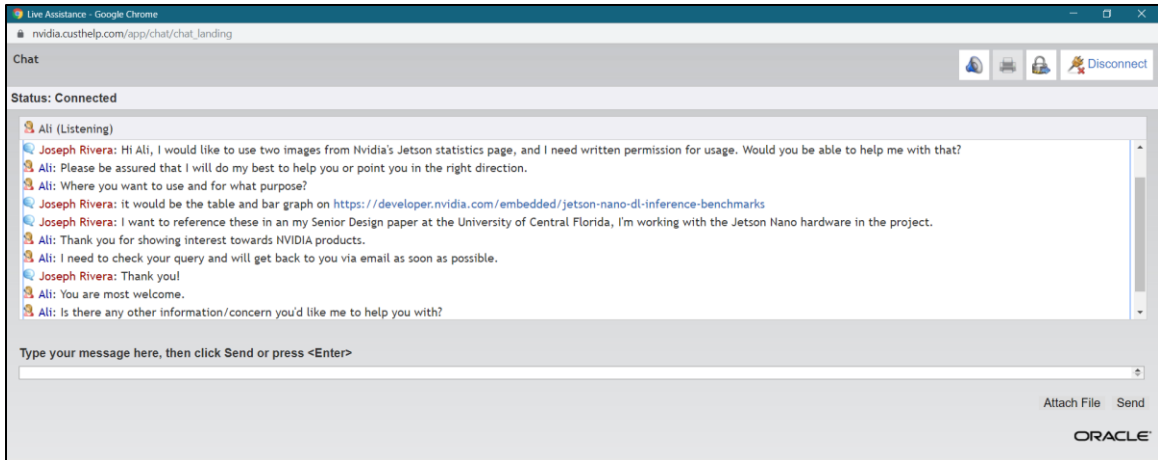 Live Assistance - Google Chrome
nvidia.custhelp.com/app/chat/chat_landing
Chat
Disconnect
Status: Connected
Ali (Listening)
Joseph Rivera: Hi Ali, I would like to use two images from Nvidia's Jetson statistics page, and I need written permission for usage. Would you be able to help me with that?
Ali: Please be assured that I will do my best to help you or point you in the right direction.
Ali: Where you want to use and for what purpose?
Joseph Rivera: it would be the table and bar graph on https://developer.nvidia.com/embedded/jetson-nano-dl-inference-benchmarks
Joseph Rivera: I want to reference these in an my Senior Design paper at the University of Central Florida, I'm working with the Jetson Nano hardware in the project.
Ali: Thank you for showing interest towards NVIDIA products.
Ali: I need to check your query and will get back to you via email as soon as possible.
Joseph Rivera: Thank you!
Ali: You are most welcome.
Ali: Is there any other information/concern you'd like me to help you with?
Type your message here, then click Send or press <Enter>
Attach File Send
ORACLE